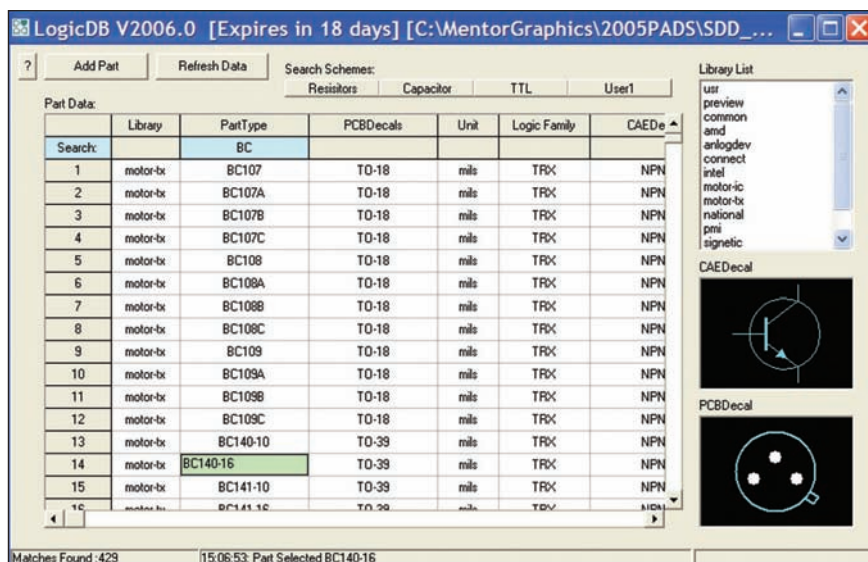 LogicDB V2006.0 [Expires in 18 days] [C:\MentorGraphics\2005PADS\SDD_...
? Add Part Refresh Data Search Schemes: Library List
Resisitors Capacitor TTL User1
Part Data:
Library PartType PCBDecals Unit Logic Family CAEDe
Search: BC
1 motor-tx BC107 TO-18 mils TRX NPN
2 motor-tx BC107A TO-18 mils TRX NPN
3 motor-tx BC107B TO-18 mils TRX NPN
4 motor-tx BC107C TO-18 mils TRX NPN
5 motor-tx BC108 TO-18 mils TRX NPN
6 motor-tx BC108A TO-18 mils TRX NPN
7 motor-tx BC108B TO-18 mils TRX NPN
8 motor-tx BC108C TO-18 mils TRX NPN
9 motor-tx BC109 TO-18 mils TRX NPN
10 motor-tx BC109A TO-18 mils TRX NPN
11 motor-tx BC109B TO-18 mils TRX NPN
12 motor-tx BC109C TO-18 mils TRX NPN
13 motor-tx BC140-10 TO-39 mils TRX NPN
14 motor-tx BC140-16 TO-39 mils TRX NPN
15 motor-tx BC141-10 TO-39 mils TRX NPN
16 motor-tx BC141-16 TO-39 mils TRX NPN
usr
preview
common
amd
anlogdev
connect
intel
motor-ic
motor-tx
national
pmi
signetic
CAEDecal
PCBDecal
Matches Found :429 15:06:53: Part Selected BC140-16